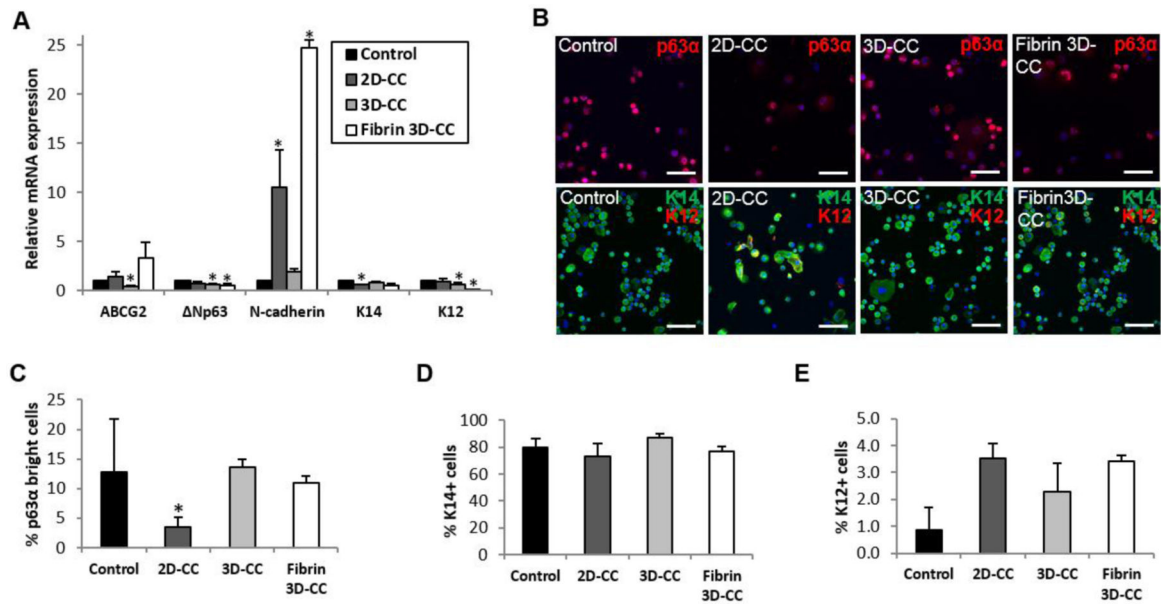 A
Relative mRNA expression
25
20
15
10
5
0
Control
2D-CC
3D-CC
Fibrin 3D-CC
*
*
*
* *
*
*
*
ABCG2 ΔNp63 N-cadherin K14 K12
B
Control p63α
2D-CC p63α
3D-CC p63α
Fibrin 3D- p63α
CC
Control K14
K12
2D-CC K14
K12
3D-CC K14
K12
Fibrin3D- K14
CC K12
C
% p63α bright cells
25
20
15
10
5
0
*
Control 2D-CC 3D-CC Fibrin
3D-CC
D
% K14+ cells
100
80
60
40
20
0
Control 2D-CC 3D-CC Fibrin
3D-CC
E
% K12+ cells
5.0
4.0
3.0
2.0
1.0
0.0
Control 2D-CC 3D-CC Fibrin
3D-CC